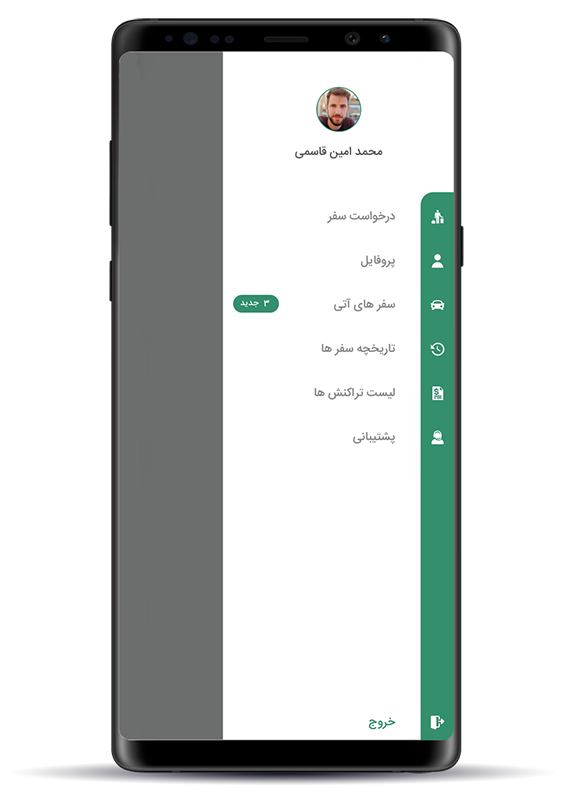 محمد امین قاسمی
درخواست سفر
پروفایل
سفر های آتی
۳ جدید
تاریخچه سفر ها
لیست تراکنش ها
پشتیبانی
خروج